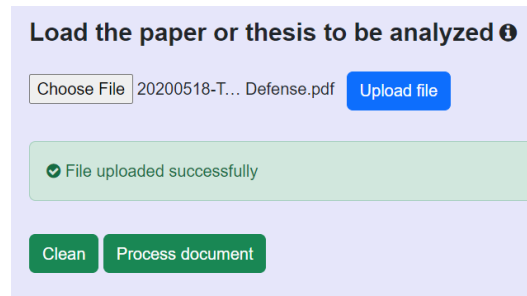 Load the paper or thesis to be analyzed
Choose File 20200518-T... Defense.pdf Upload file
File uploaded successfully
Clean Process document